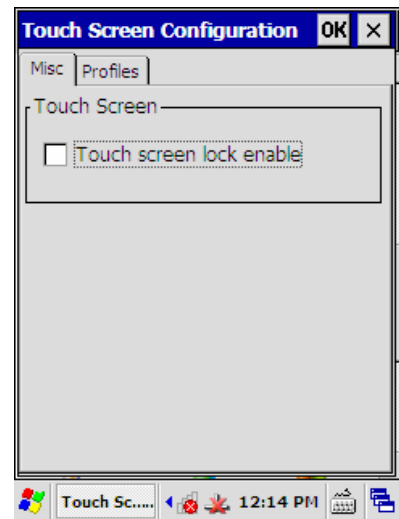 Touch Screen Configuration OK ×
Misc Profiles
Touch Screen
Touch screen lock enable
Touch Sc..... 12:14 PM